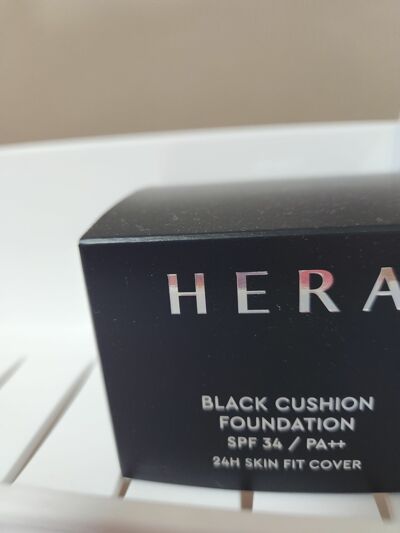 HERA
BLACK CUSHION
FOUNDATION
SPF 34 / PA++
24H SKIN FIT COVER